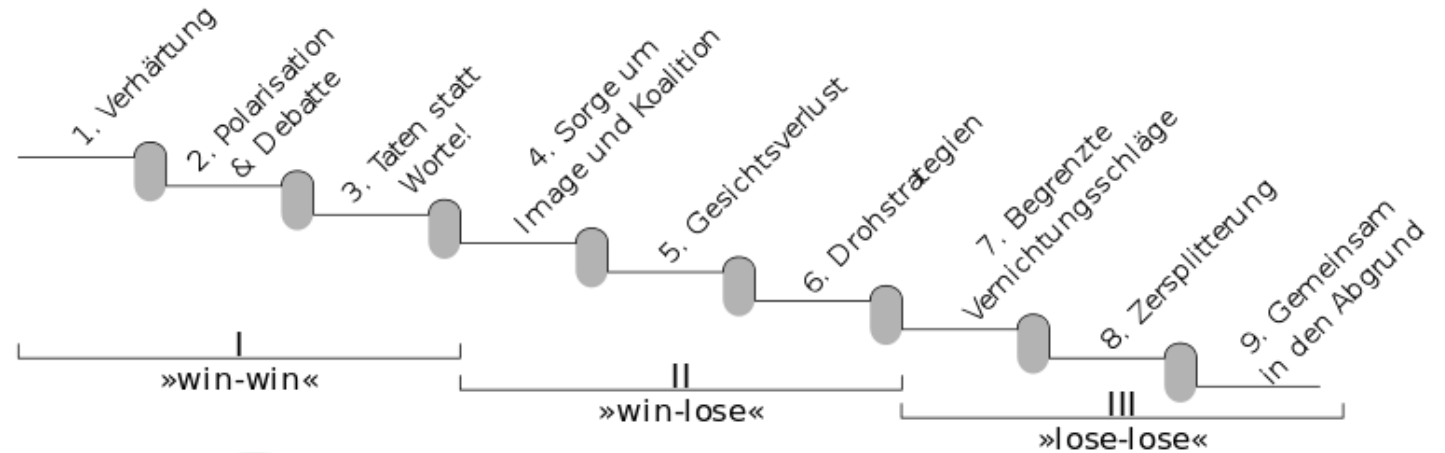 1. Verhärtung
2. Polarisation
& Debatte
3. Taten statt
Worte!
4. Sorge um
Image und Koalition
5. Gesichtsverlust
6. Drohstrategien
7. Begrenzte
Vernichtungsschläge
8. Zersplitterung
9. Gemeinsam
in den Abgrund
I
»win-win«
II
»win-lose«
III
»lose-lose«